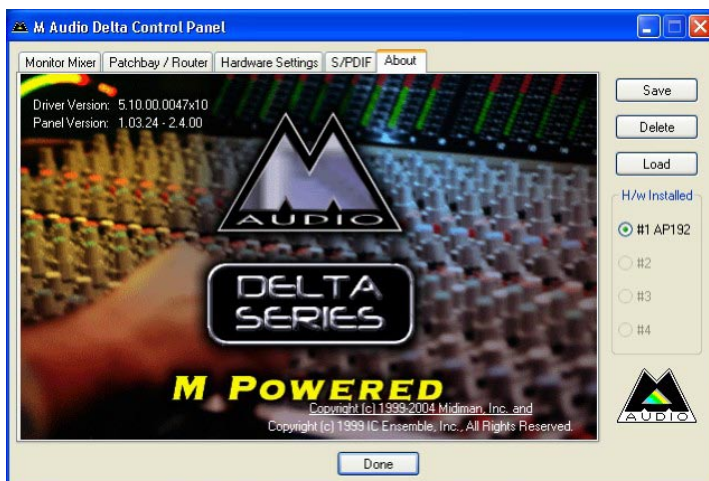 M Audio Delta Control Panel
Monitor Mixer Patchbay / Router Hardware Settings S/PDIF About
Driver Version: 5.10.00.0047x10
Panel Version: 1.03.24 - 2.4.00
M
AUDIO
DELTA
SERIES
M POWERED
Copyright (c) 1999-2004 Midiman, Inc. and
Copyright (c) 1999 IC Ensemble, Inc., All Rights Reserved.
Save
Delete
Load
H/w Installed
#1 AP192
#2
#3
#4
AUDIO
Done